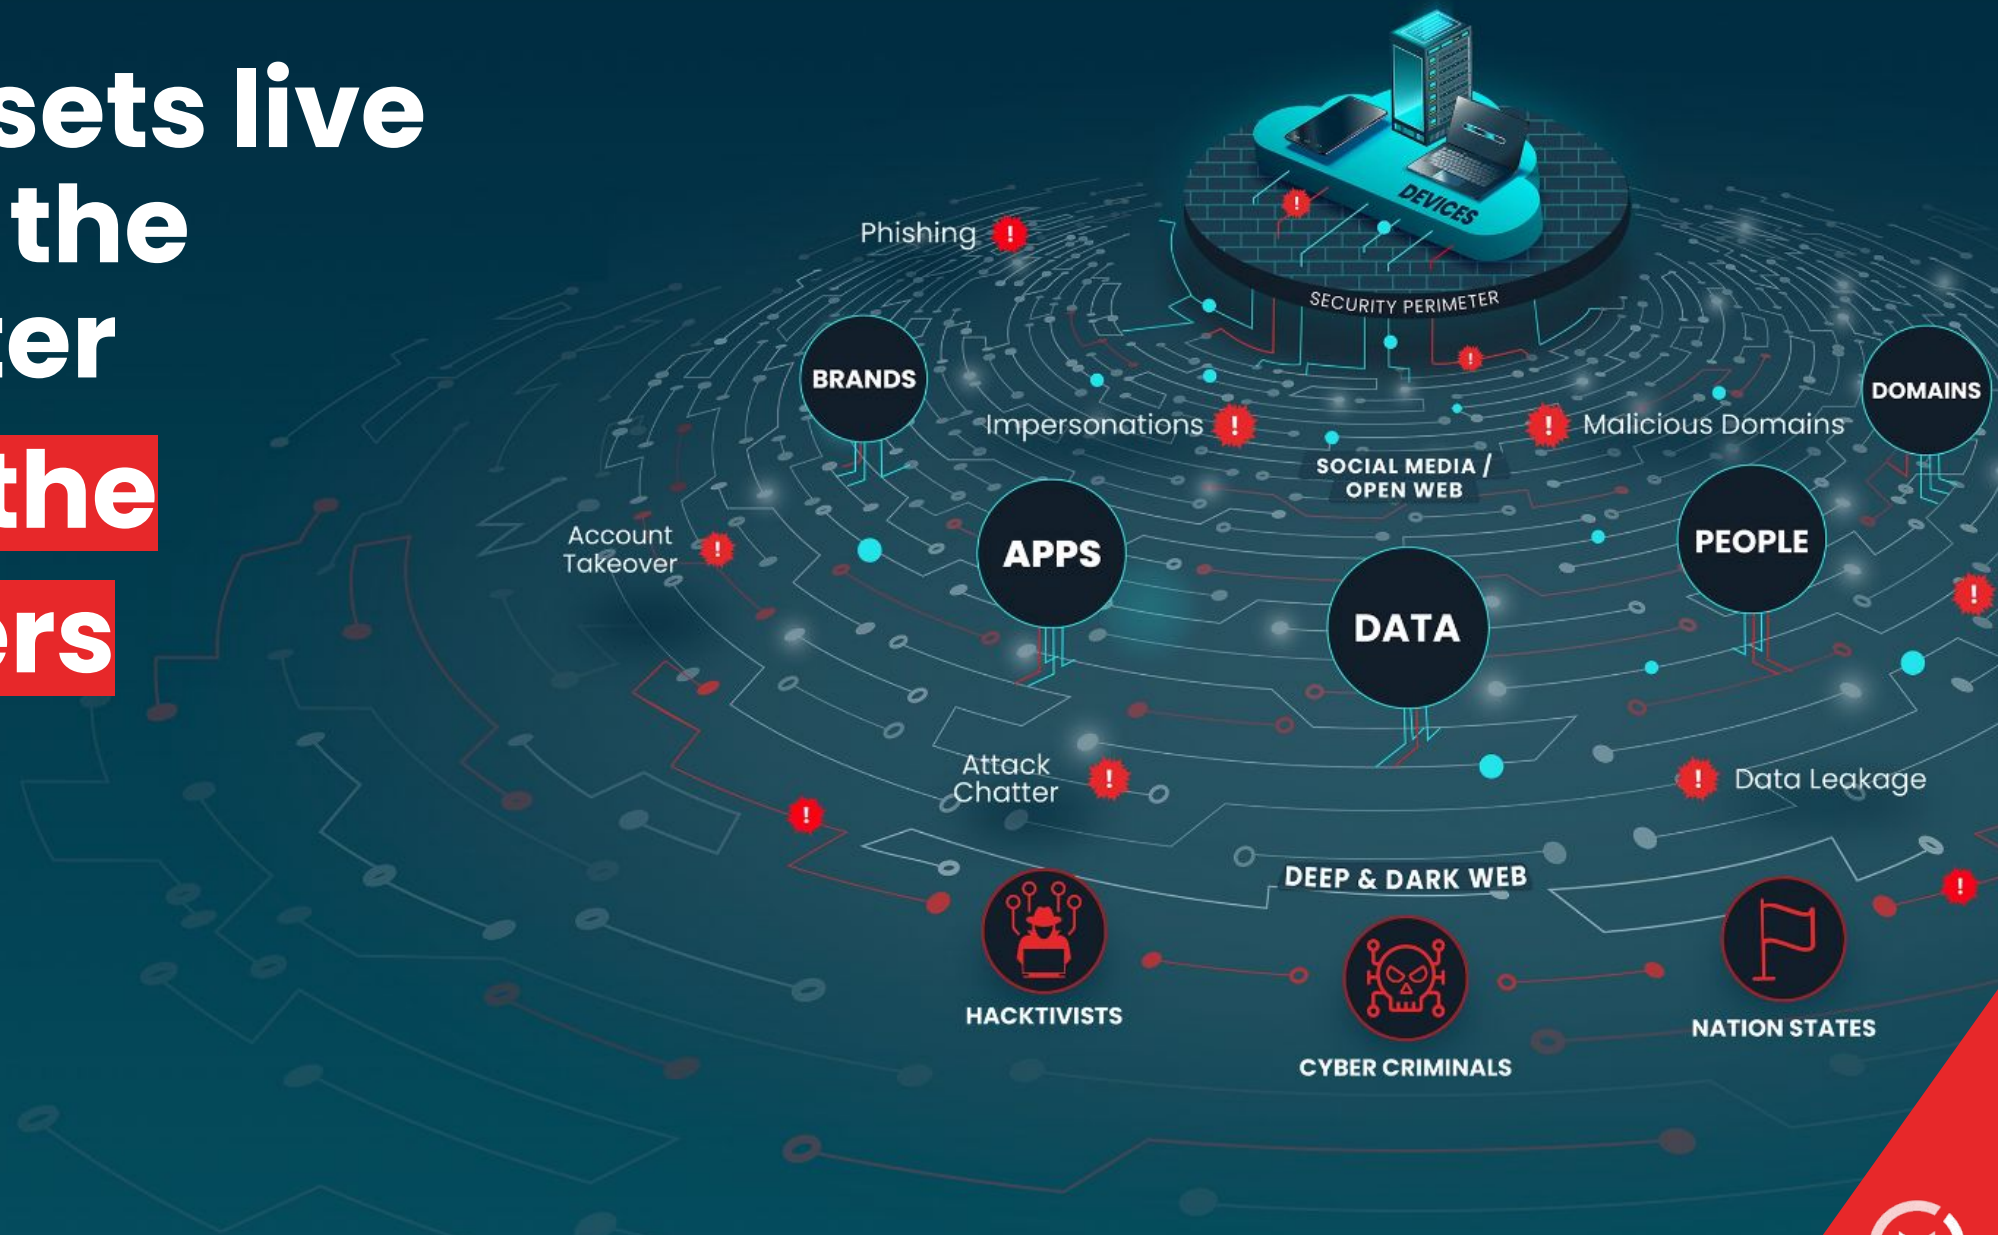 sets live
the
ter
the
ers
DEVICES
SECURITY PERIMETER
Phishing
!
!
!
BRANDS
DOMAINS
Impersonations !
! Malicious Domains
SOCIAL MEDIA /
OPEN WEB
Account
Takeover
!
APPS
PEOPLE
DATA
!
Attack
Chatter
!
! Data Leakage
!
DEEP & DARK WEB
!
HACKTIVISTS
CYBER CRIMINALS
NATION STATES